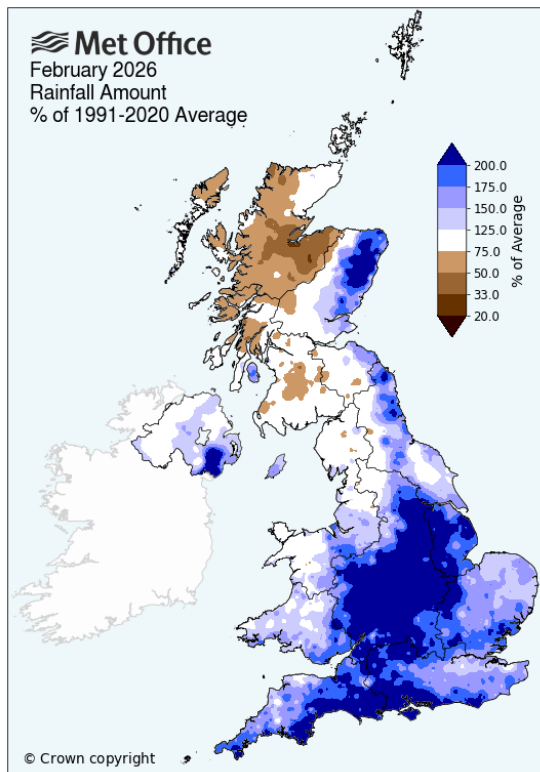 Met Office
February 2026
Rainfall Amount
% of 1991-2020 Average
200.0
175.0
150.0
125.0
75.0
50.0
33.0
20.0
% of Average
© Crown copyright